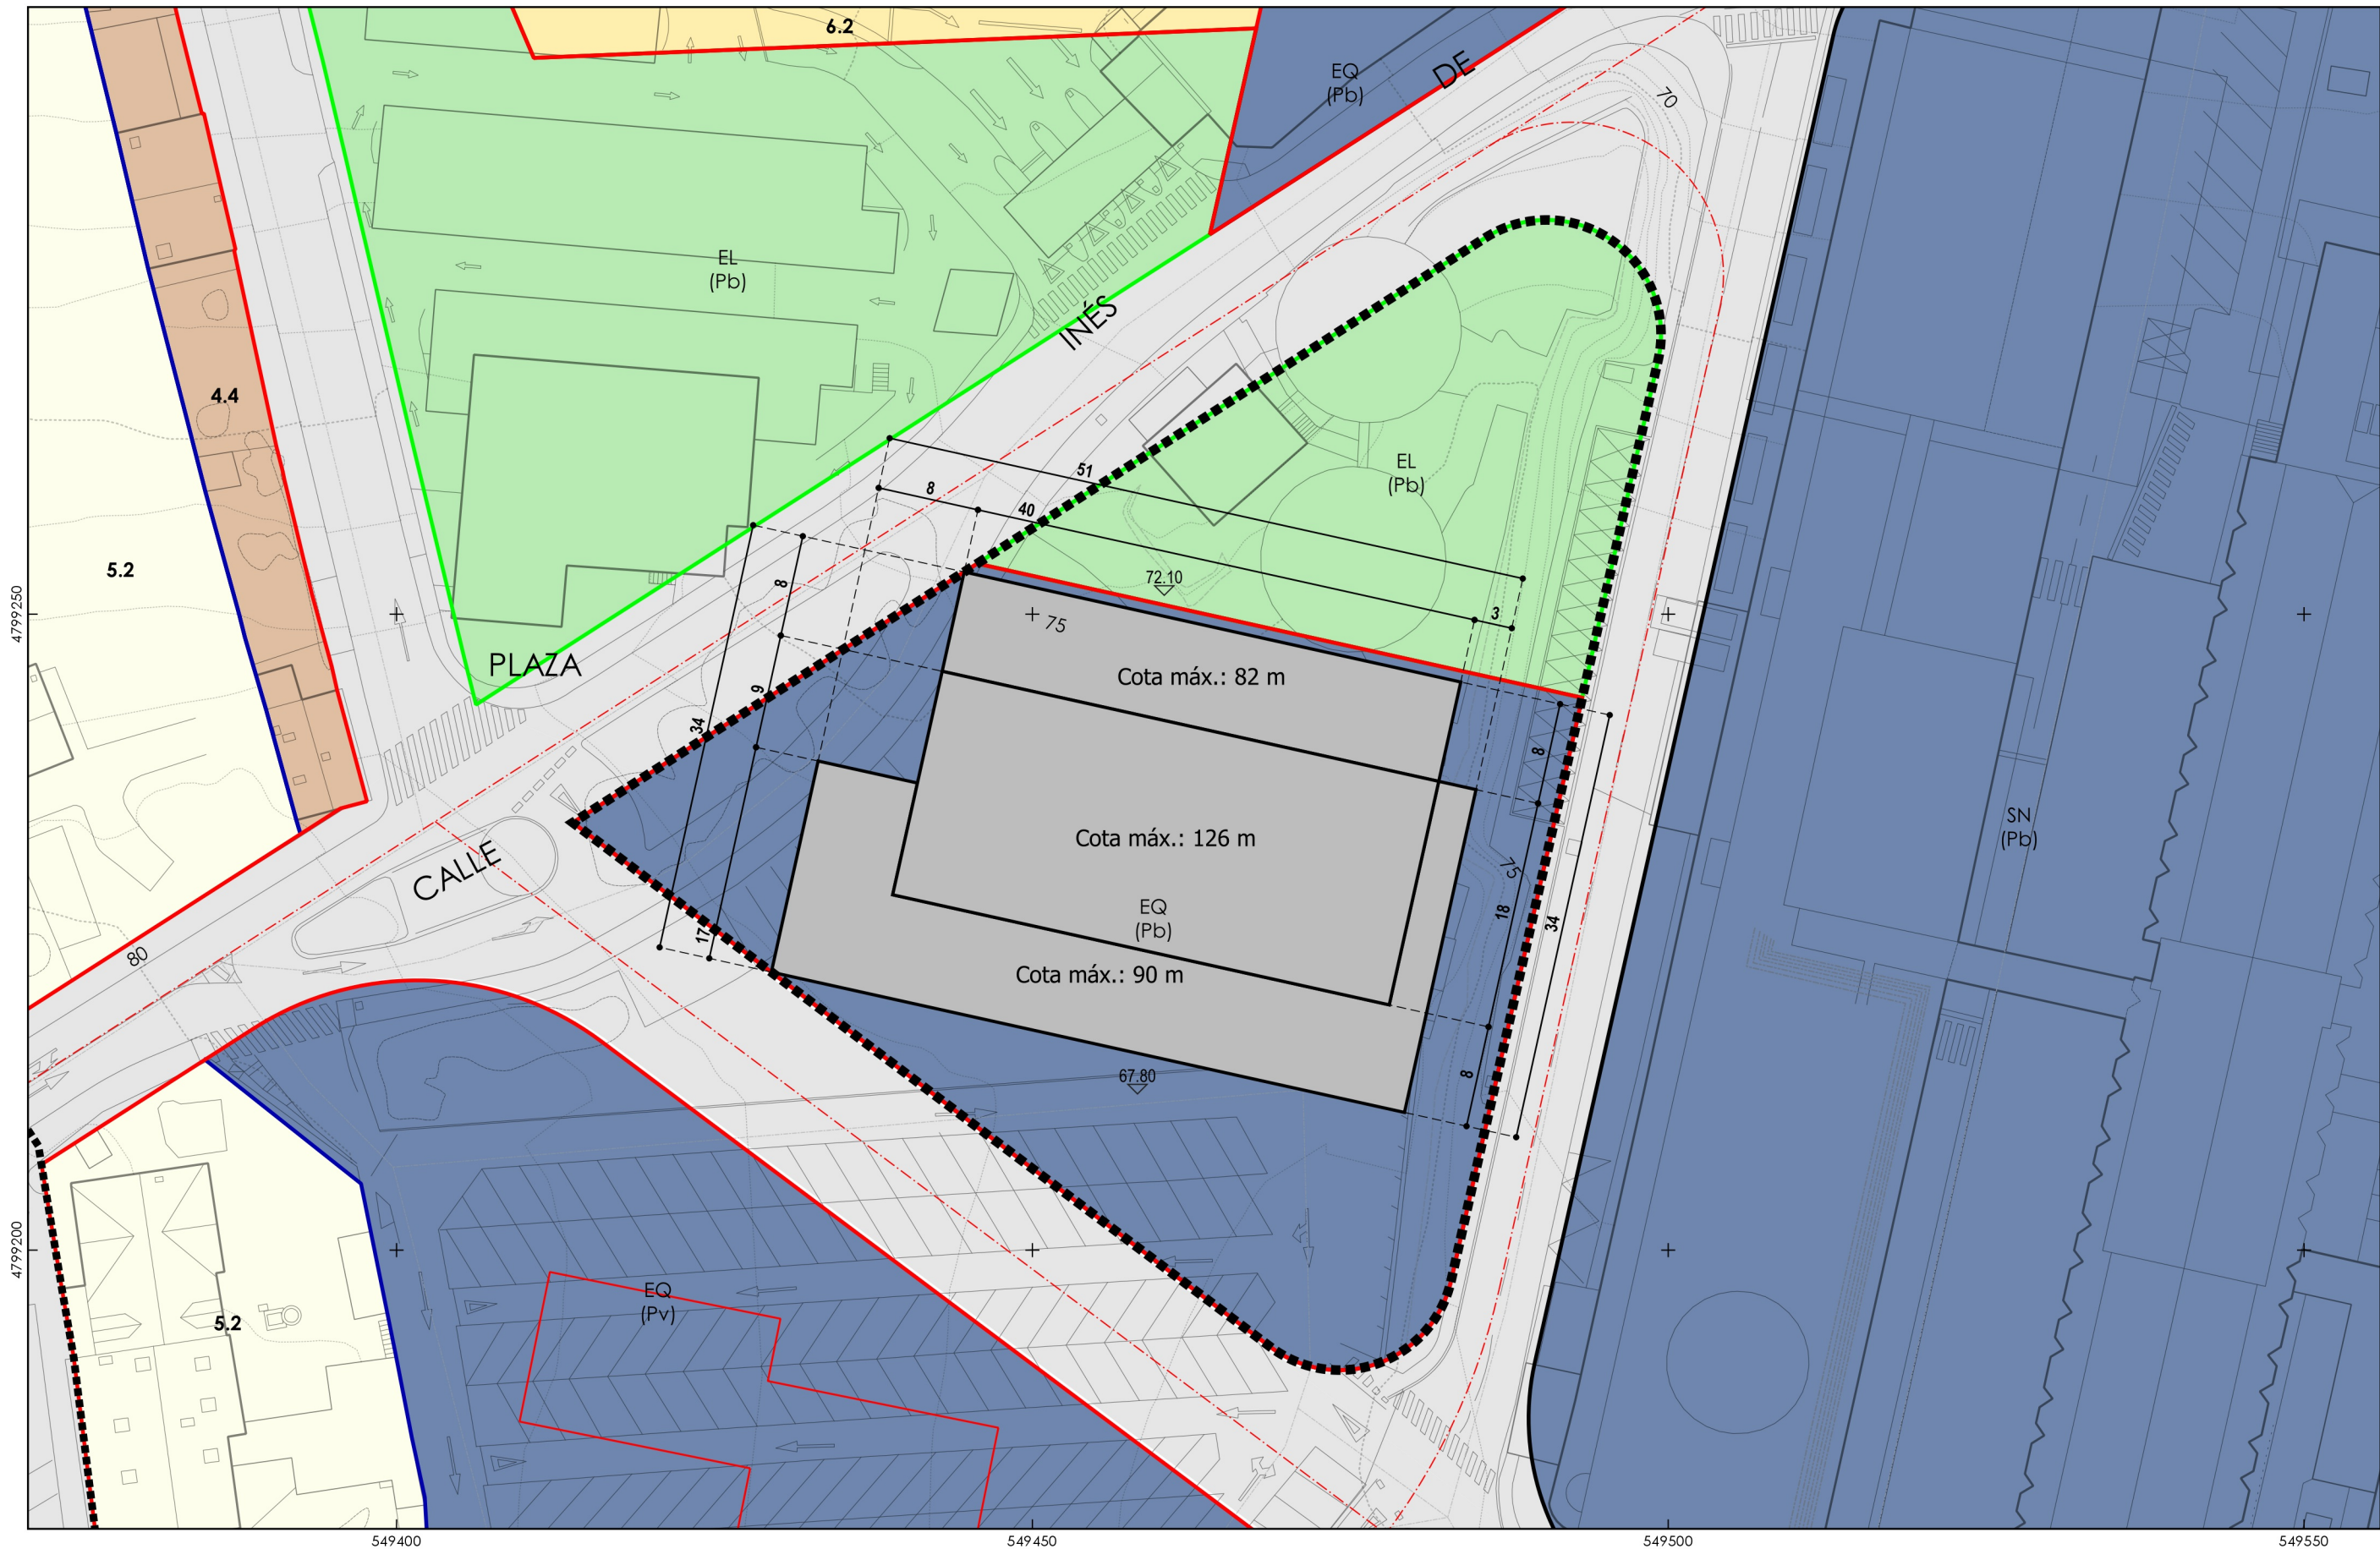 6.2
EQ
(Pb)
DE
70
EL
(Pb)
INÉS
4.4
51
8
40
EL
(Pb)
5.2
8
72.10
3
4799250
75
PLAZA
Cota máx.: 82 m
9
34
8
Cota máx.: 126 m
SN
(Pb)
CALLE
75
EQ
(Pb)
18
34
17
80
Cota máx.: 90 m
67.80
8
4799200
EQ
(Pv)
5.2
549400
549450
549500
549550